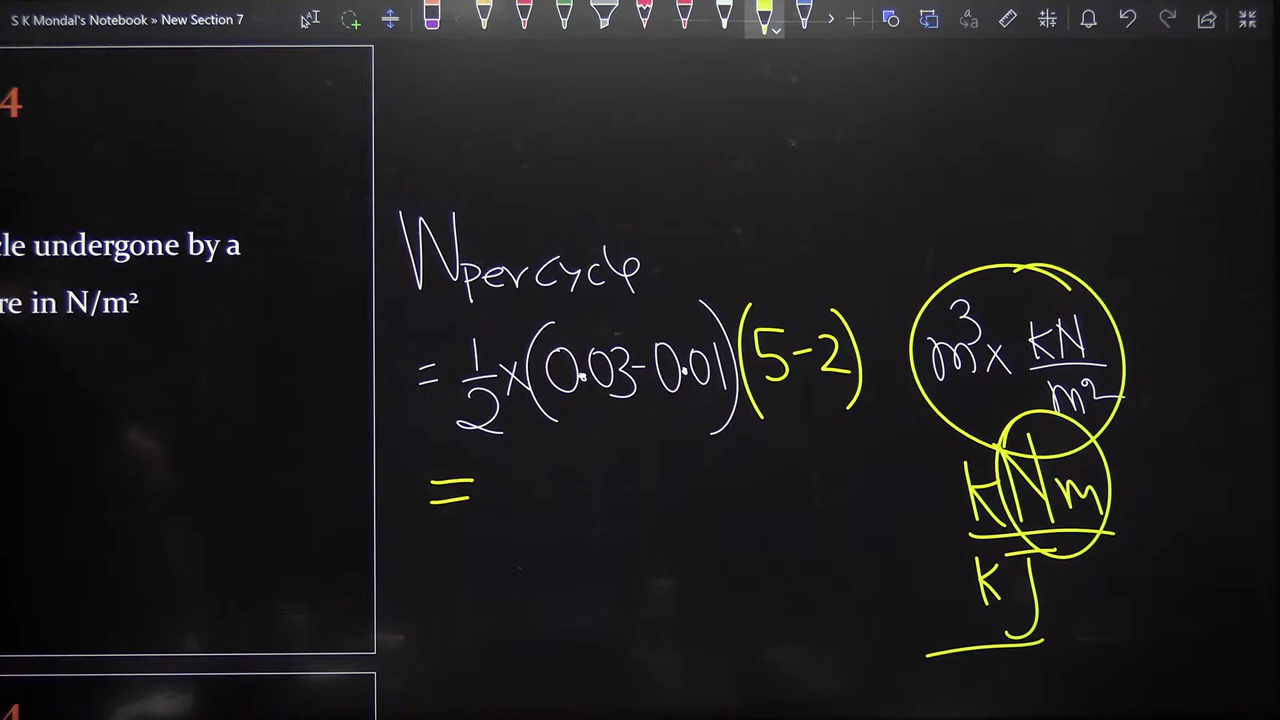 S K Mondal's Notebook » New Section 7
4
cle undergone by a
re in N/m²
W per cycle
= 1/2 × (0.03 - 0.01) (5 - 2)
m³ × kN/m²
=
kNm
kJ
4